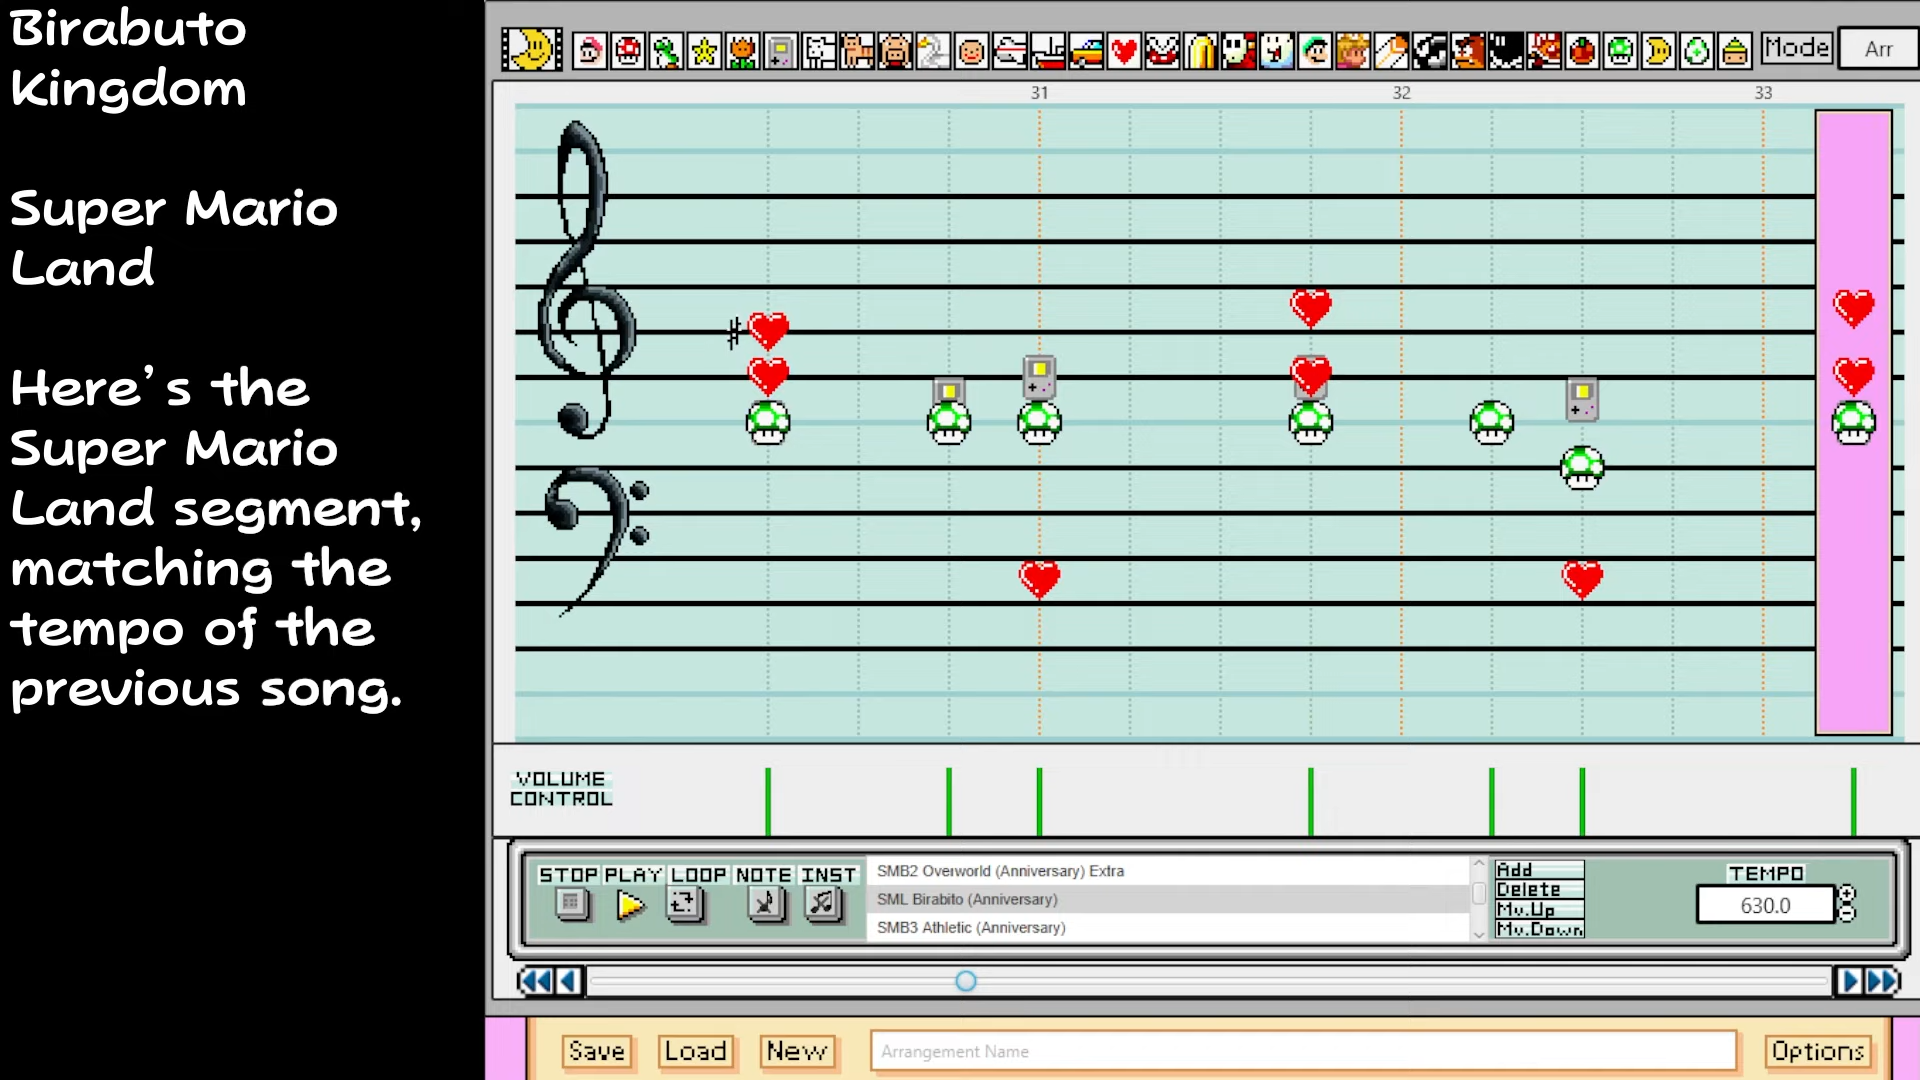 Birabuto
Kingdom
Super Mario
Land
Here's the
Super Mario
Land segment,
matching the
tempo of the
previous song.
Mode
Arr
31
32
33
VOLUME
CONTROL
STOP PLAY LOOP NOTE INST
SMB2 Overworld (Anniversary) Extra
SML Birabito (Anniversary)
SMB3 Athletic (Anniversary)
Add
Delete
Mv.Up
Mv.Down
TEMPO
630.0
Save
Load
New
Arrangement Name
Options